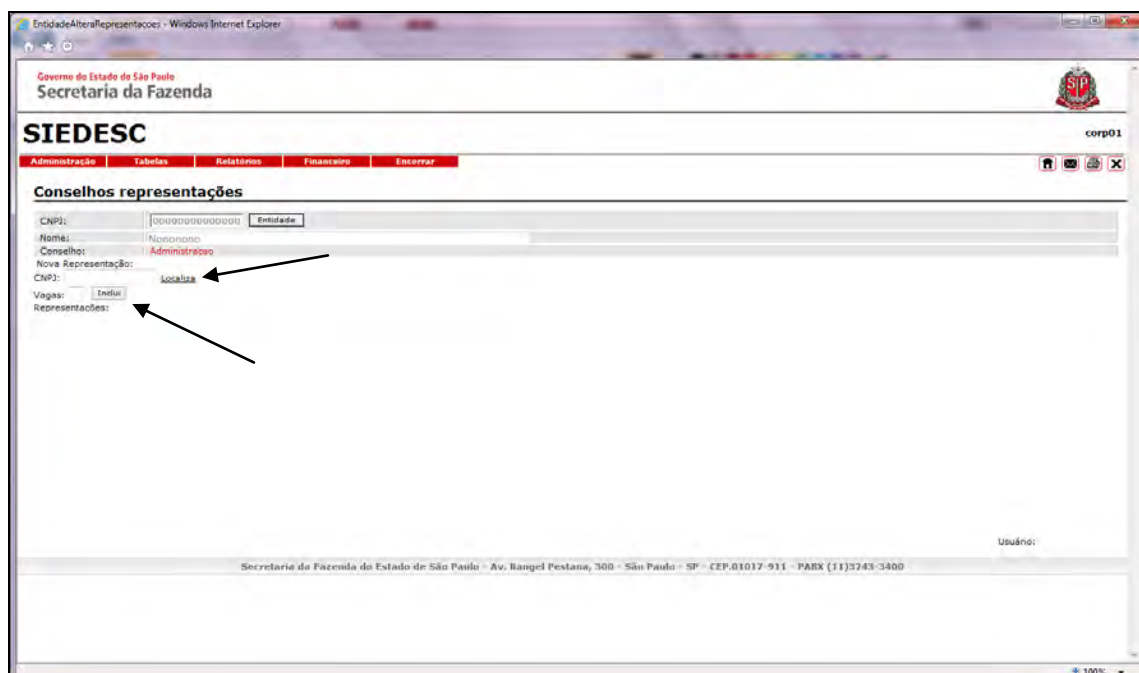 EntidadeAlteraRepresentacoes - Windows Internet Explorer
Governo do Estado de São Paulo
Secretaria da Fazenda
SIEDESC
corp01
Administração Tabelas Relatórios Financeiro Encerrar
Conselhos representações
CNPJ: 00000000000000 Entidade
Nome: Nononono
Conselho: Administracao
Nova Representação:
CNPJ: Localiza
Vagas: Inclui
Representações:
Usuário:
Secretaria da Fazenda do Estado de São Paulo - Av. Rangel Pestana, 300 - São Paulo - SP - CEP.01017-911 - PABX (11)3243-3400
100%